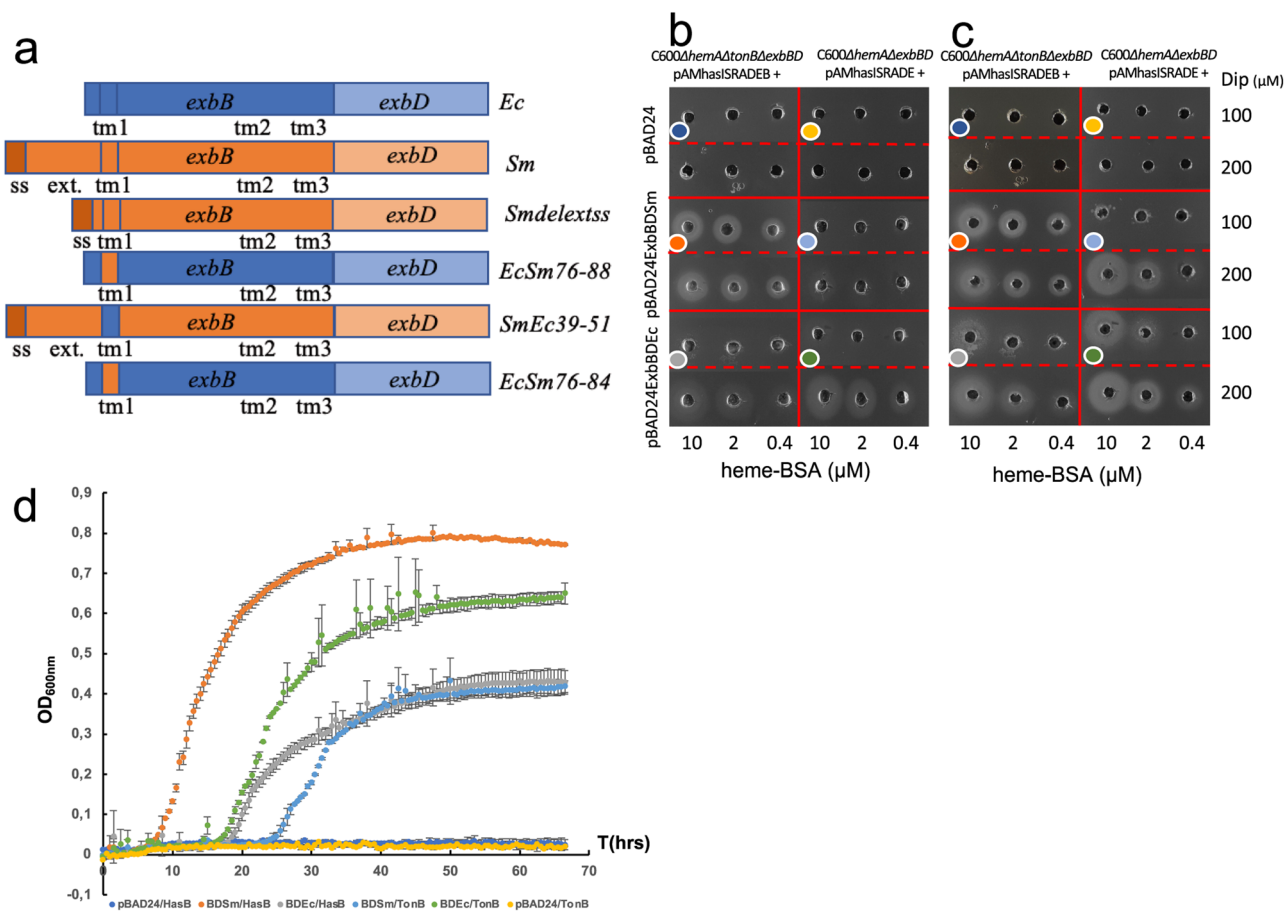 a
exbB exbD Ec
tm1 tm2 tm3
exbB exbD Sm
ss ext. tm1 tm2 tm3
exbB exbD Smdelextss
ss tm1 tm2 tm3
exbB exbD EcSm76-88
tm1 tm2 tm3
exbB exbD SmEc39-51
ss ext. tm1 tm2 tm3
exbB exbD EcSm76-84
tm1 tm2 tm3
b
C600ΔhemAΔtonBΔexbBD C600ΔhemAΔexbBD
pAMhasISRADEB + pAMhasISRADE +
pBAD24
pBAD24ExbBDSm
pBAD24ExbBDEc
10 2 0.4 10 2 0.4
heme-BSA (µM)
c
C600ΔhemAΔtonBΔexbBD C600ΔhemAΔexbBD
pAMhasISRADEB + pAMhasISRADE +
Dip (µM)
100
200
100
200
100
200
10 2 0.4 10 2 0.4
heme-BSA (µM)
d
OD600nm
0,9
0,8
0,7
0,6
0,5
0,4
0,3
0,2
0,1
0
-0,1
0 10 20 30 40 50 60 70
T(hrs)
pBAD24/HasB BDSm/HasB BDEc/HasB BDSm/TonB BDEc/TonB pBAD24/TonB